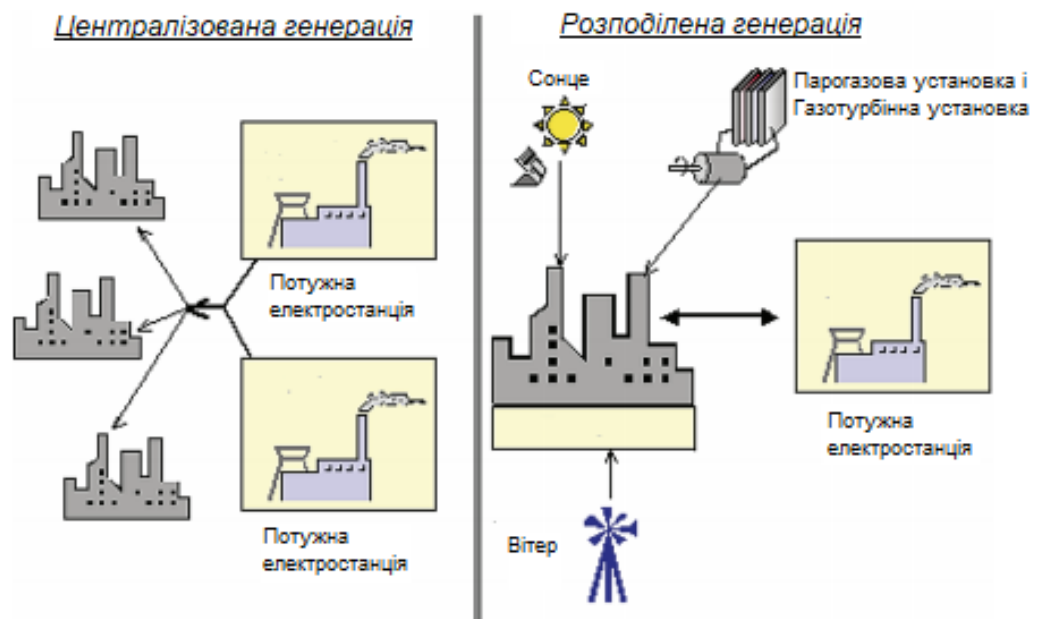 Централізована генерація
Потужна
електростанція
Потужна
електростанція
Розподілена генерація
Сонце
Парогазова установка і
Газотурбінна установка
Потужна
електростанція
Вітер